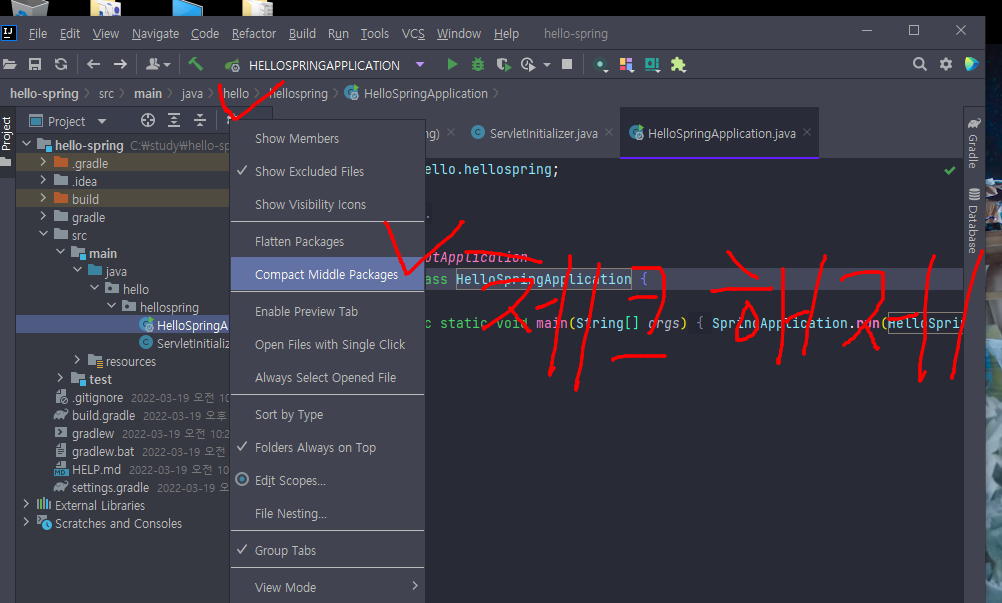 File Edit View Navigate Code Refactor Build Run Tools VCS Window Help hello-spring
HELLOSPRINGAPPLICATION
hello-spring src main java hello hellospring HelloSpringApplication
Project
Project
ServletInitializer.java
HelloSpringApplication.java
hello-spring C:\study\hello-sp
.gradle
.idea
build
gradle
src
main
java
hello
hellospring
HelloSpringA
ServletInitializ
resources
test
.gitignore 2022-03-19 오전 10
build.gradle 2022-03-19 오후
gradlew 2022-03-19 오전 10:2
gradlew.bat 2022-03-19 오전
HELP.md 2022-03-19 오전 10
settings.gradle 2022-03-19 오
External Libraries
Scratches and Consoles
Show Members
Show Excluded Files
Show Visibility Icons
Flatten Packages
Compact Middle Packages
Enable Preview Tab
Open Files with Single Click
Always Select Opened File
Sort by Type
Folders Always on Top
Edit Scopes...
File Nesting...
Group Tabs
View Mode
ello.hellospring;
otApplication
ass HelloSpringApplication {
c static void main(String[] args) { SpringApplication.run(HelloSprin
체크 해제
Gradle
Database